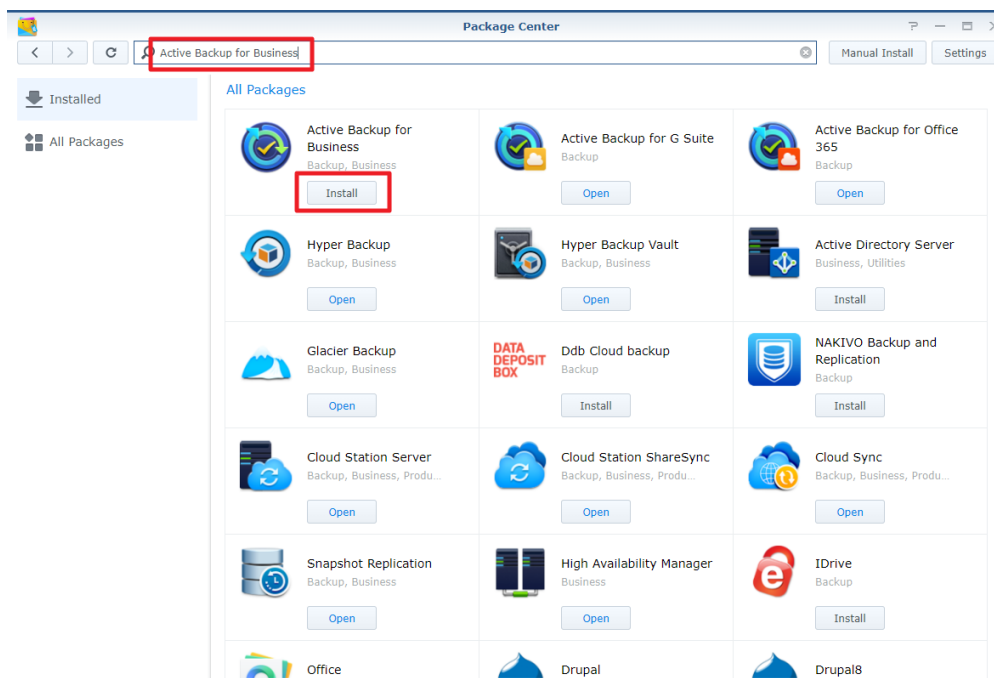 Package Center
Active Backup for Business
Manual Install
Settings
Installed
All Packages
All Packages
Active Backup for
Business
Backup, Business
Install
Active Backup for G Suite
Backup
Open
Active Backup for Office
365
Backup
Open
Hyper Backup
Backup, Business
Open
Hyper Backup Vault
Backup, Business
Open
Active Directory Server
Business, Utilities
Install
Glacier Backup
Backup, Business
Open
DATA
DEPOSIT
BOX
Ddb Cloud backup
Backup
Install
NAKIVO Backup and
Replication
Backup
Install
Cloud Station Server
Backup, Business, Produ...
Open
Cloud Station ShareSync
Backup, Business, Produ...
Open
Cloud Sync
Backup, Business, Produ...
Open
Snapshot Replication
Backup, Business
Open
High Availability Manager
Business
Open
IDrive
Backup
Install
Office
Drupal
Drupal8